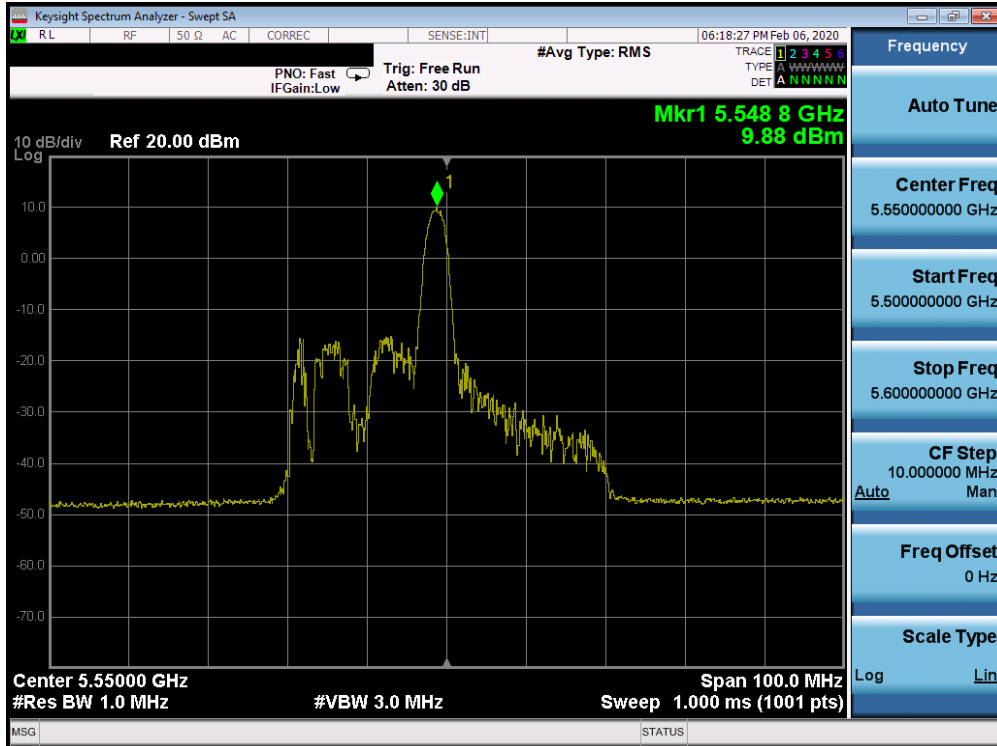 Keysight Spectrum Analyzer - Swept SA
LXI RL RF 50 Ω AC CORREC SENSE:INT 06:18:27 PM Feb 06, 2020
#Avg Type: RMS
TRACE 1 2 3 4 5 6
TYPE A WWWWW
DET A N N N N N
PNO: Fast
IFGain:Low
Trig: Free Run
Atten: 30 dB
Mkr1 5.548 8 GHz
9.88 dBm
10 dB/div
Log
Ref 20.00 dBm
1
10.0
0.00
-10.0
-20.0
-30.0
-40.0
-50.0
-60.0
-70.0
Center 5.55000 GHz
Span 100.0 MHz
#Res BW 1.0 MHz
#VBW 3.0 MHz
Sweep 1.000 ms (1001 pts)
MSG
STATUS
Frequency
Auto Tune
Center Freq
5.550000000 GHz
Start Freq
5.500000000 GHz
Stop Freq
5.600000000 GHz
CF Step
10.000000 MHz
Auto Man
Freq Offset
0 Hz
Scale Type
Log Lin